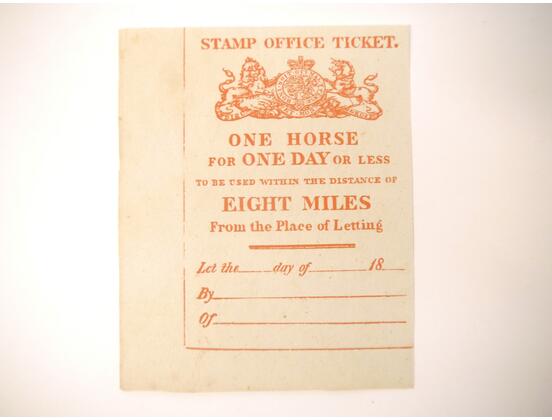 STAMP OFFICE TICKET.
ONE HORSE
FOR ONE DAY OR LESS
TO BE USED WITHIN THE DISTANCE OF
EIGHT MILES
From the Place of Letting
Let the day of 18
By
Of